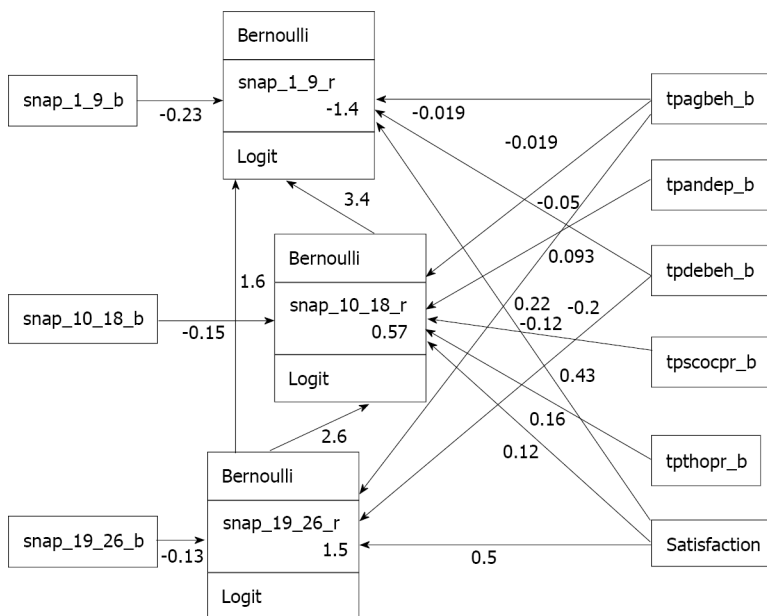 Bernoulli
snap_1_9_b
snap_1_9_r
tpagbeh_b
-0.23
-1.4
-0.019
-0.019
Logit
tpandep_b
3.4
-0.05
Bernoulli
0.093
tpdebeh_b
1.6
snap_10_18_b
snap_10_18_r
0.22
-0.2
-0.15
0.57
-0.12
tpscocpr_b
Logit
0.43
0.16
2.6
0.12
tpthopr_b
Bernoulli
snap_19_26_b
snap_19_26_r
Satisfaction
-0.13
1.5
0.5
Logit